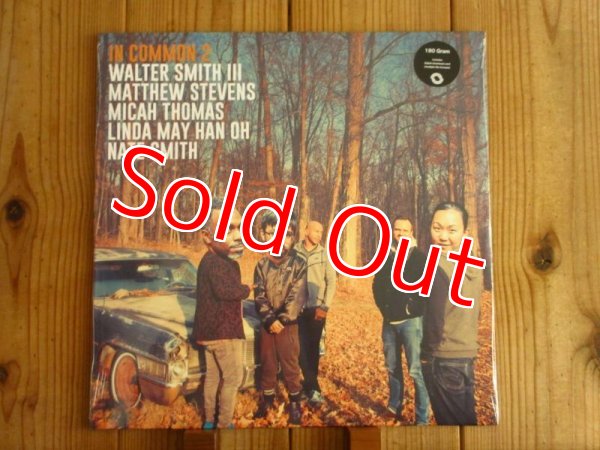 IN COMMON 2
WALTER SMITH III
MATTHEW STEVENS
MICAH THOMAS
LINDA MAY HAN OH
NATE SMITH
180 Gram
Sold Out